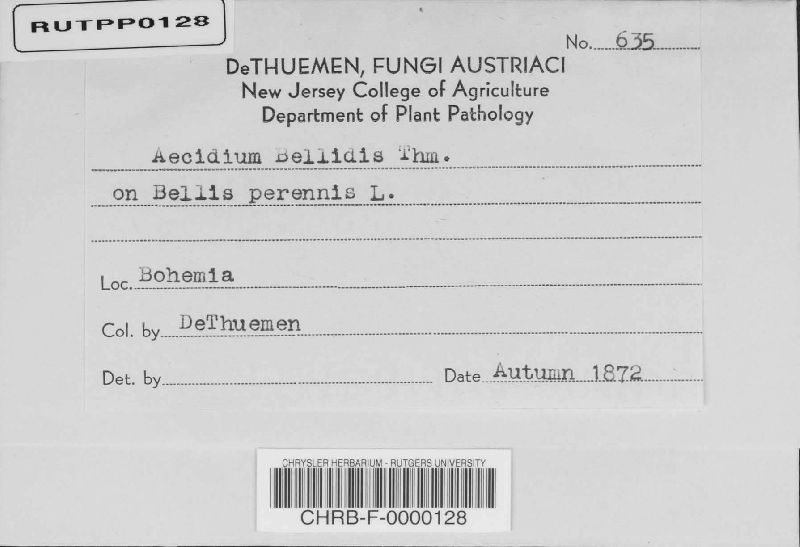 RUTPP0128
No. 635
DeTHUEMEN, FUNGI AUSTRIACI
New Jersey College of Agriculture
Department of Plant Pathology
Aecidium Bellidis Thm.
on Bellis perennis L.
Loc. Bohemia
Col. by DeThuemen
Det. by Date Autumn 1872
CHRYSLER HERBARIUM - RUTGERS UNIVERSITY
CHRB-F-0000128